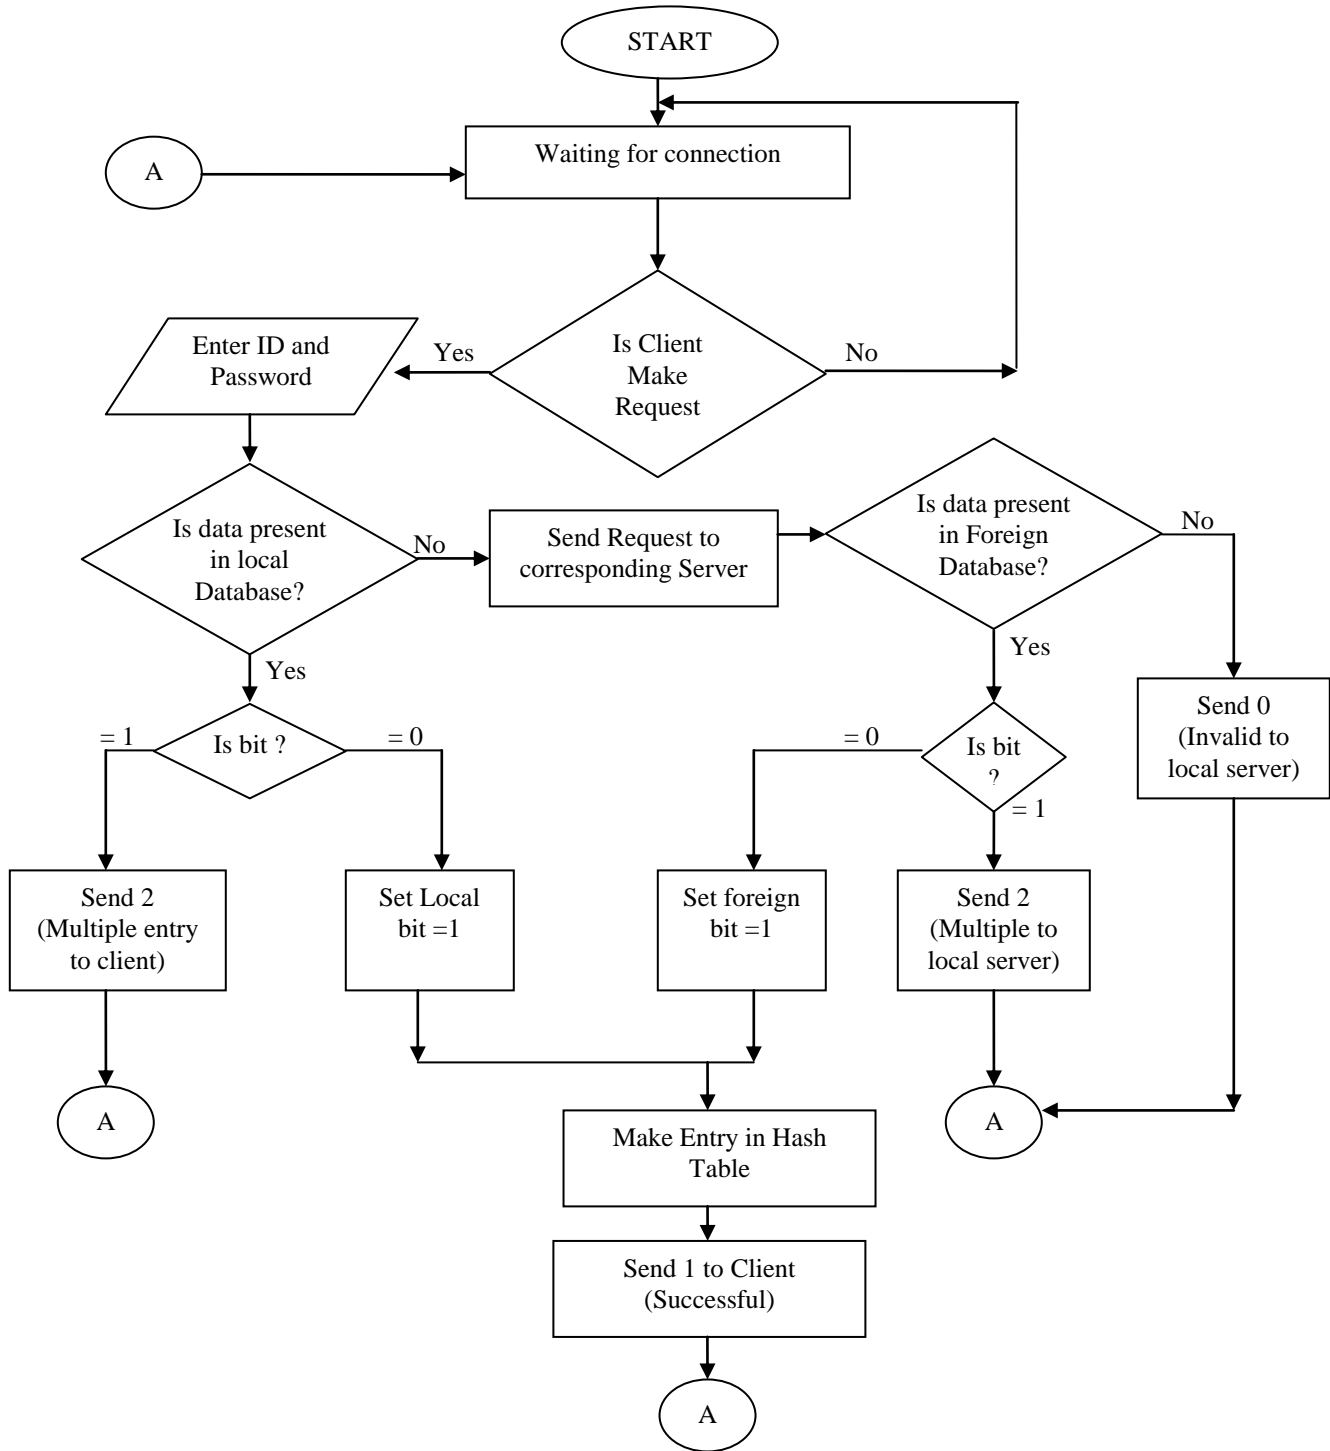 START
Waiting for connection
A
Is Client
Make
Request
Yes
No
Enter ID and
Password
Is data present
in local
Database?
No
Send Request to
corresponding Server
Is data present
in Foreign
Database?
No
Yes
Yes
Send 0
(Invalid to
local server)
= 1
Is bit ?
= 0
= 0
Is bit
?
= 1
Send 2
(Multiple entry
to client)
Set Local
bit =1
Set foreign
bit =1
Send 2
(Multiple to
local server)
A
A
Make Entry in Hash
Table
Send 1 to Client
(Successful)
A